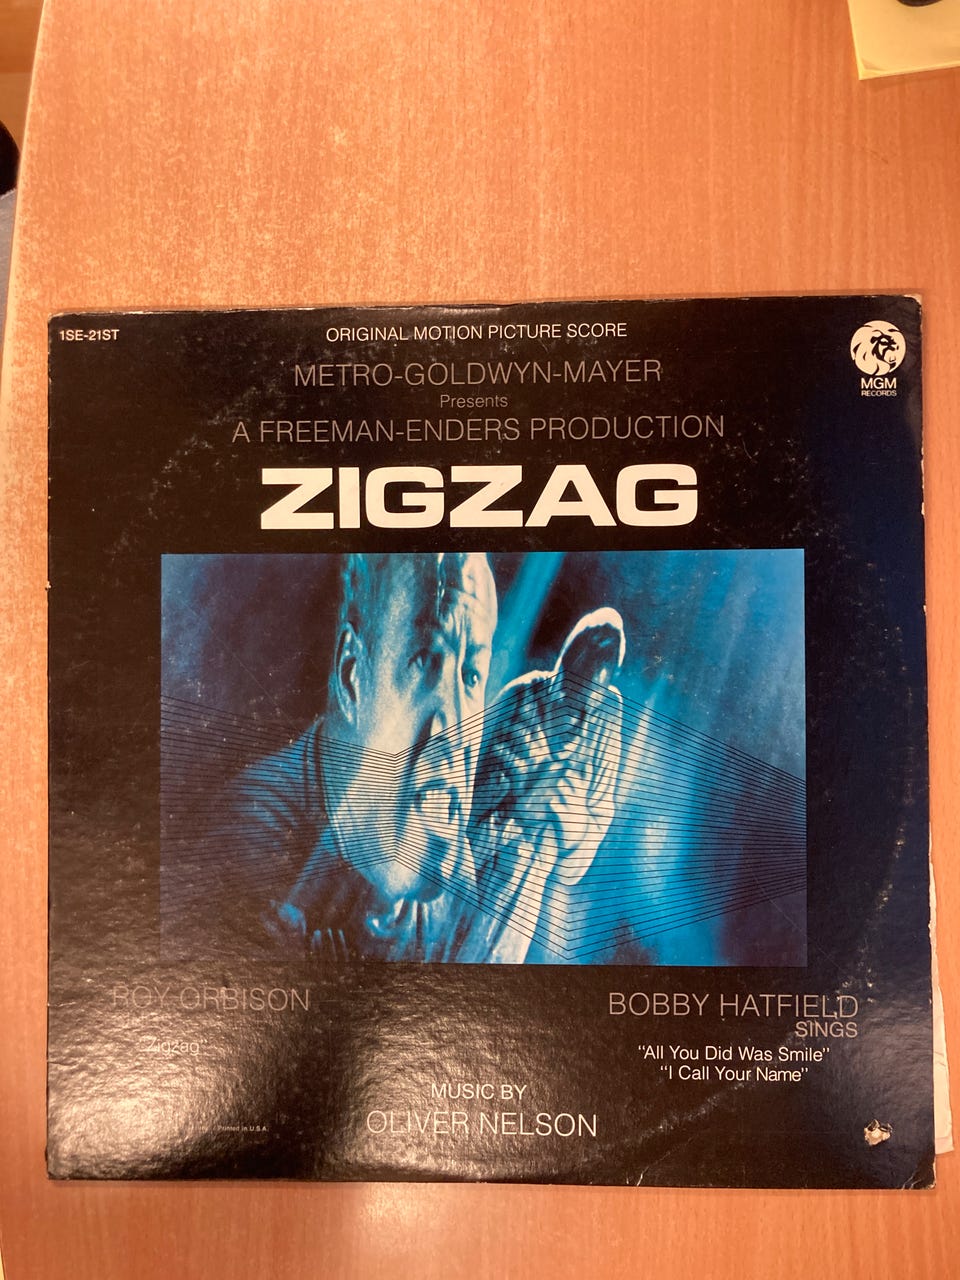 1SE-21ST
ORIGINAL MOTION PICTURE SCORE
MGM
RECORDS
METRO-GOLDWYN-MAYER
Presents
A FREEMAN-ENDERS PRODUCTION
ZIGZAG
ROY ORBISON
"Zigzag"
BOBBY HATFIELD
SINGS
"All You Did Was Smile"
"I Call Your Name"
MUSIC BY
OLIVER NELSON
Printed in U.S.A.